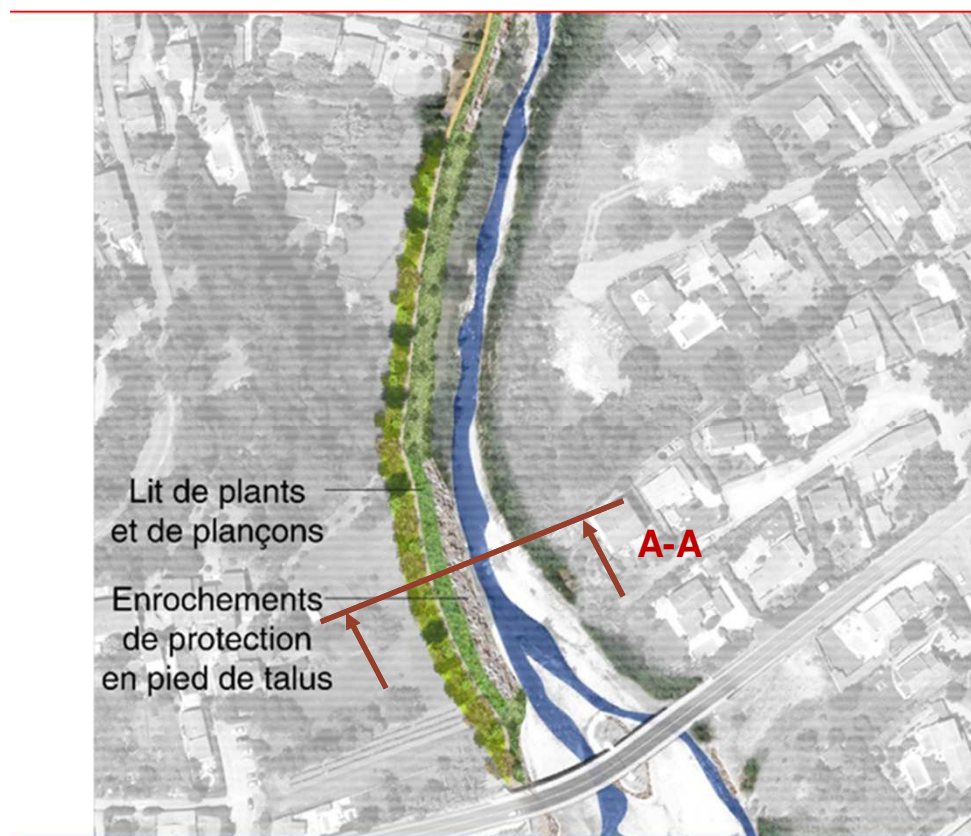 Lit de plants
et de plançons
A-A
Enrochements
de protection
en pied de talus